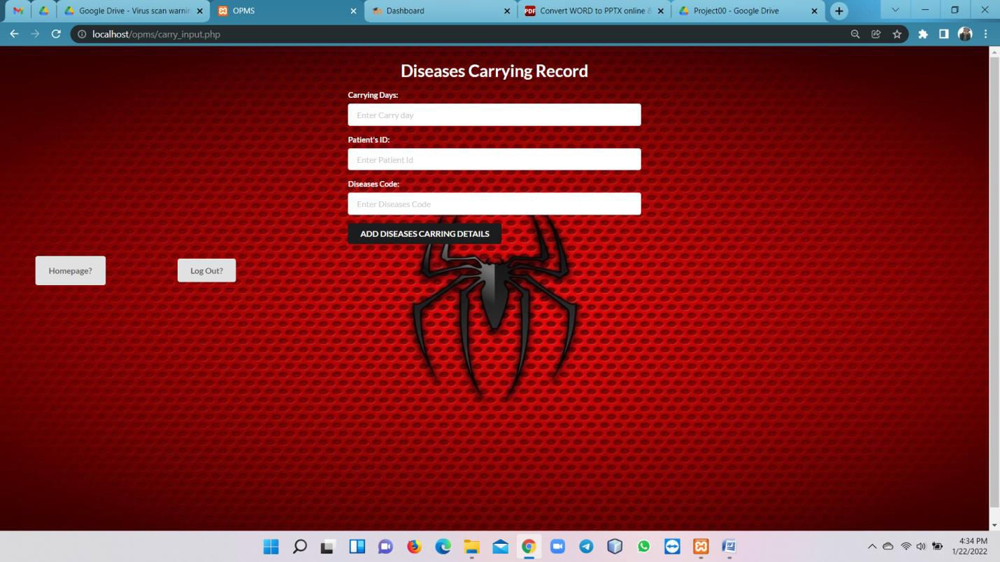 Google Drive - Virus scan warnin
OPMS
Dashboard
Convert WORD to PPTX online &
Project00 - Google Drive
localhost/opms/carry_input.php
Diseases Carrying Record
Carrying Days:
Enter Carry day
Patient's ID:
Enter Patient Id
Diseases Code:
Enter Diseases Code
ADD DISEASES CARRING DETAILS
Homepage?
Log Out?
4:34 PM
1/22/2022